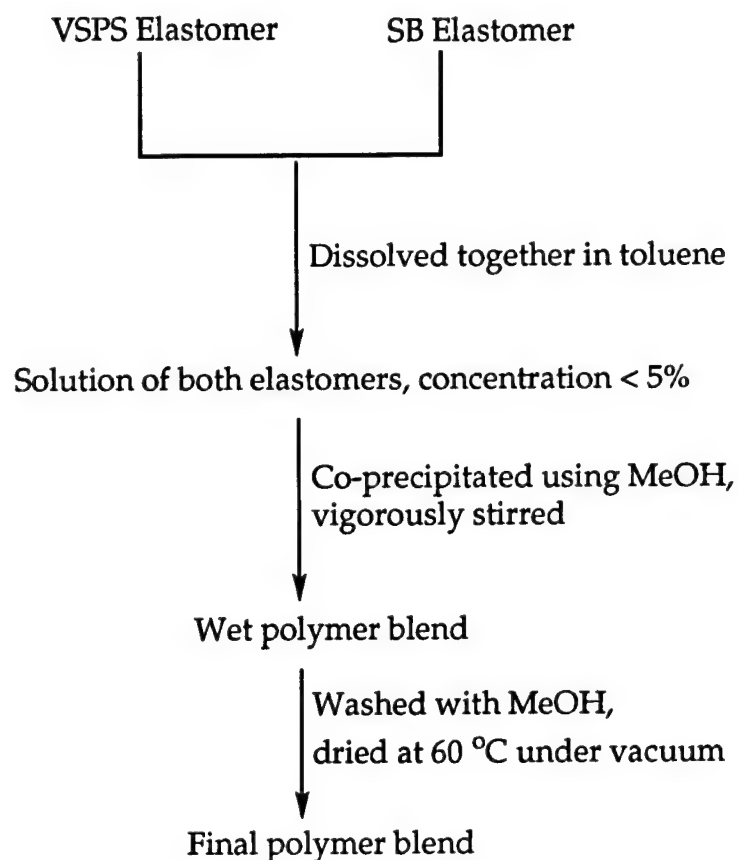 VSPS Elastomer SB Elastomer
Dissolved together in toluene
Solution of both elastomers, concentration < 5%
Co-precipitated using MeOH,
vigorously stirred
Wet polymer blend
Washed with MeOH,
dried at 60 °C under vacuum
Final polymer blend